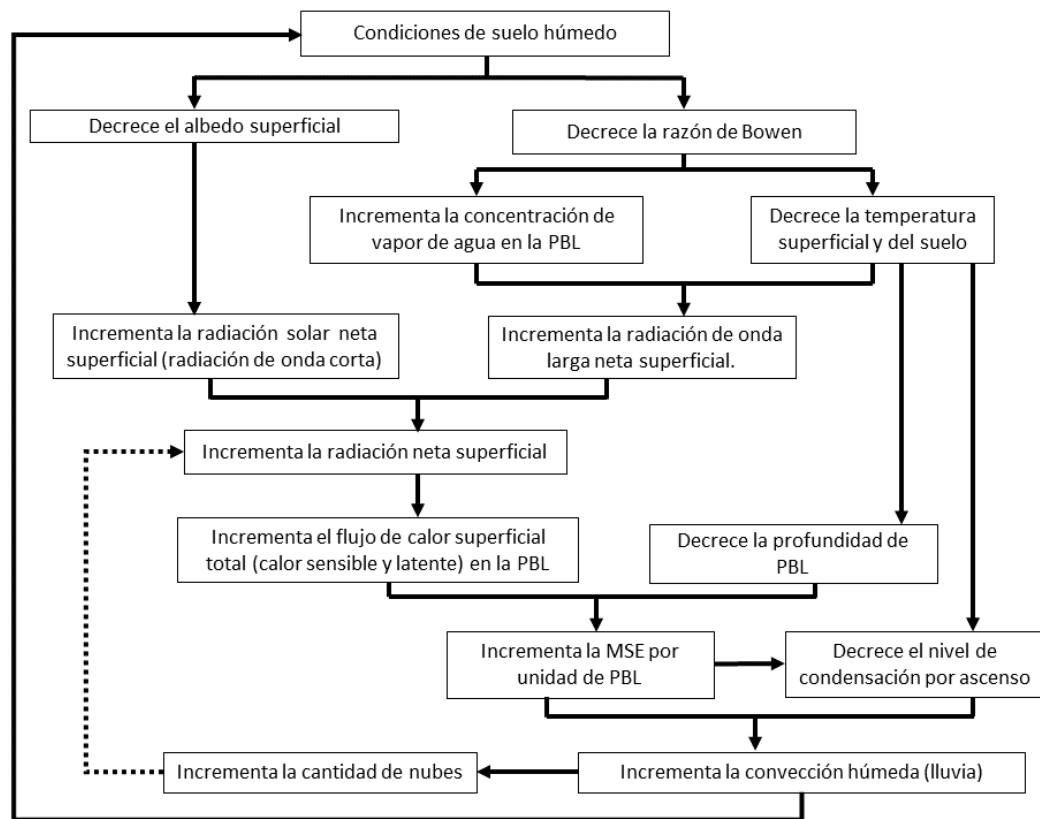 Condiciones de suelo húmedo
Decrece el albedo superficial
Decrece la razón de Bowen
Incrementa la concentración de
vapor de agua en la PBL
Decrece la temperatura
superficial y del suelo
Incrementa la radiación solar neta
superficial (radiación de onda corta)
Incrementa la radiación de onda
larga neta superficial.
Incrementa la radiación neta superficial
Incrementa el flujo de calor superficial
total (calor sensible y latente) en la PBL
Decrece la profundidad de
PBL
Incrementa la MSE por
unidad de PBL
Decrece el nivel de
condensación por ascenso
Incrementa la cantidad de nubes
Incrementa la convección húmeda (lluvia)